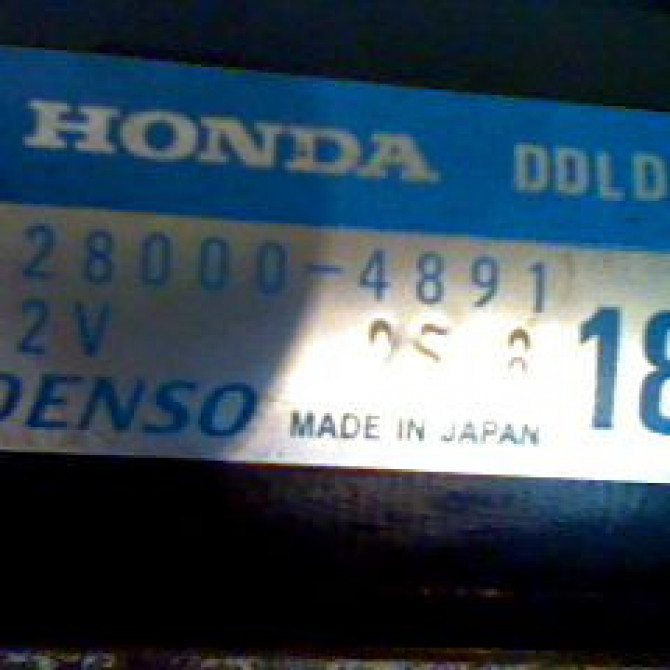 HONDA DDLD
28000-4891
2V 18
DENSO MADE IN JAPAN